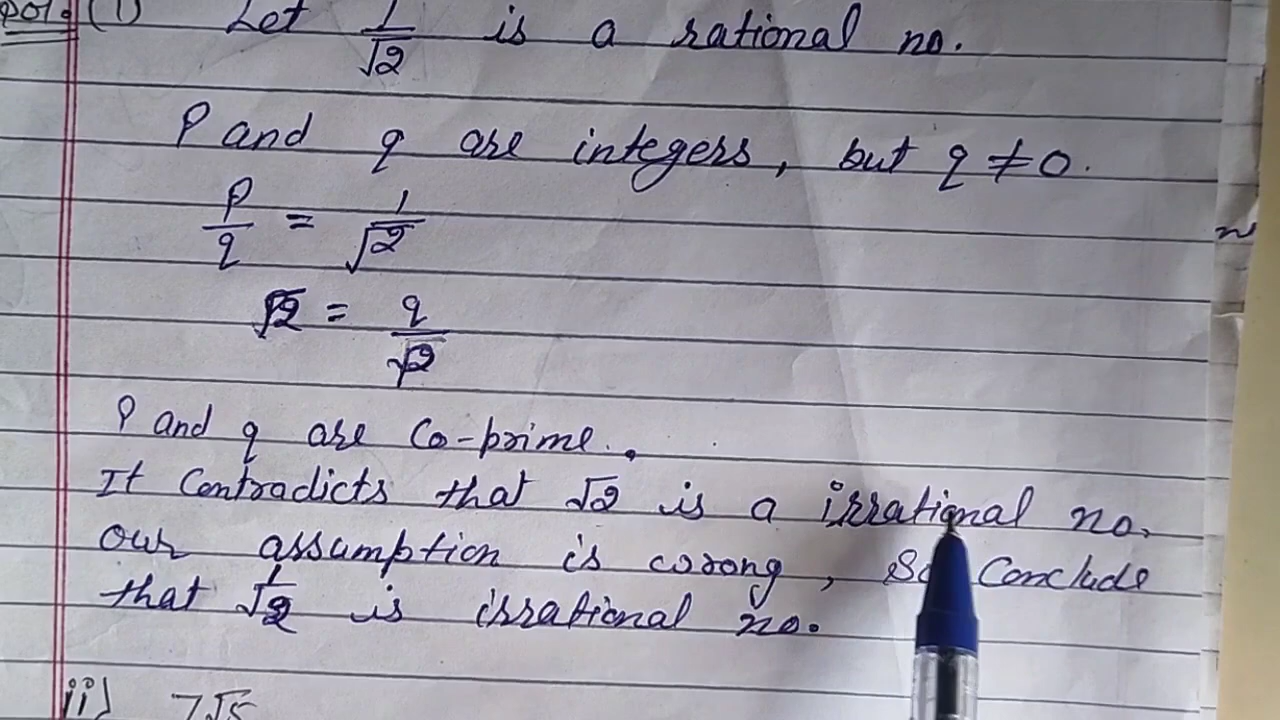 Sol. (1) Let 1/√2 is a rational no.
P and q are integers, but q ≠ 0.
P/q = 1/√2
√2 = q/√2
P and q are Co-prime.
It Contradicts that √2 is a irrational no.
Our assumption is wrong, So Conclude
that 1/√2 is irrational no.
ii) 7√5